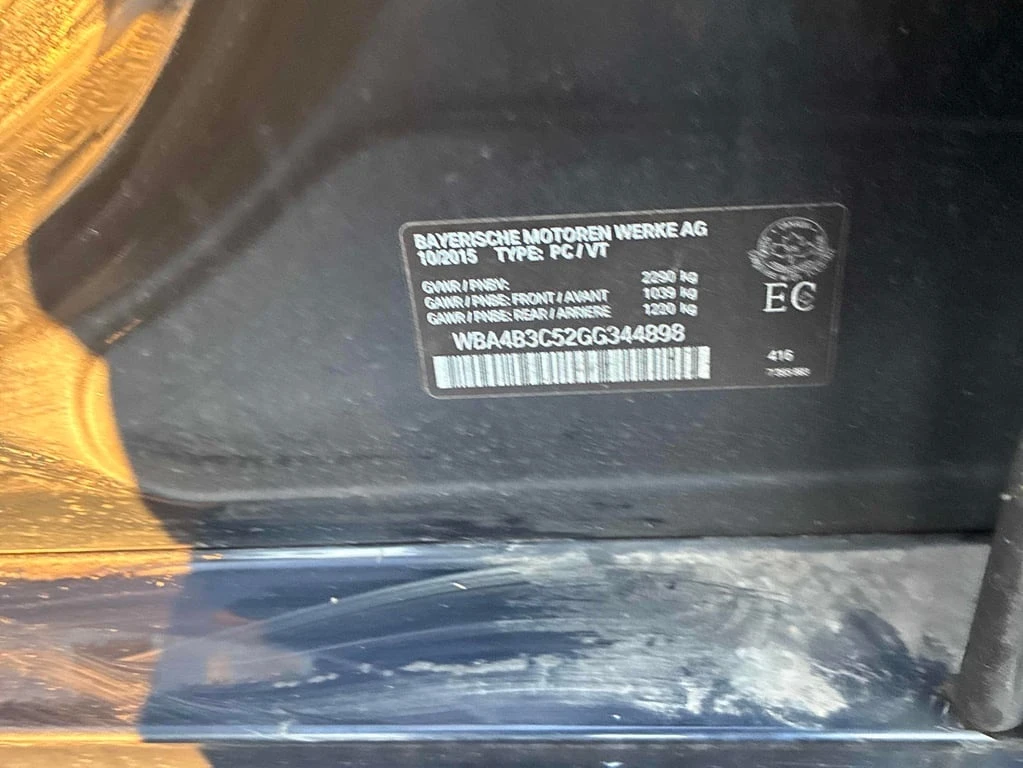 BAYERISCHE MOTOREN WERKE AG
10/2015 TYPE: PC/VT
GVWR / PNBV: 2290 kg
GAWR / PNBE: FRONT / AVANT 1039 kg
GAWR / PNBE: REAR / ARRIERE 1220 kg
WBA4B3C52GG344898
EC
416